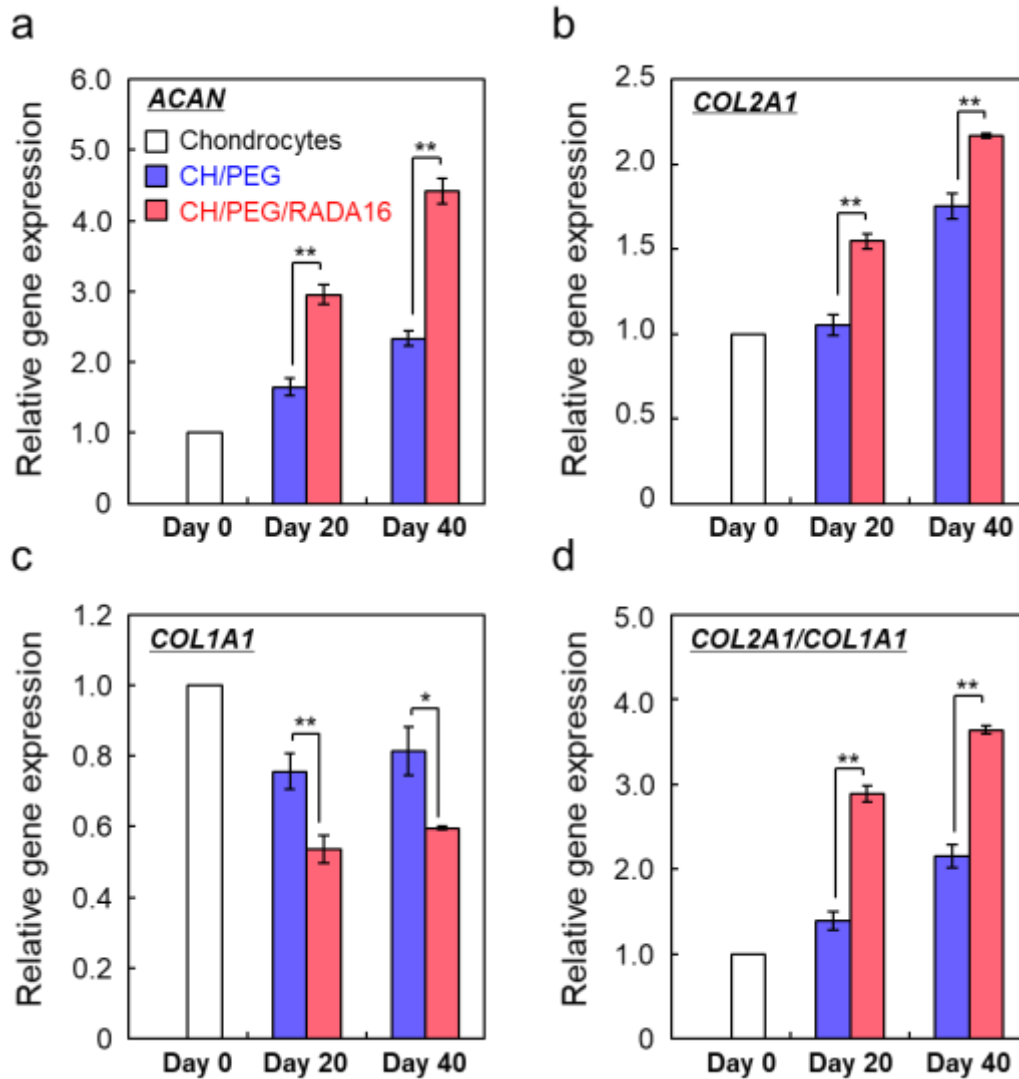 a
Relative gene expression
6.0
5.0
4.0
3.0
2.0
1.0
0
ACAN
Chondrocytes
CH/PEG
CH/PEG/RADA16
**
**
Day 0 Day 20 Day 40
b
Relative gene expression
2.5
2.0
1.5
1.0
0.5
0
COL2A1
**
**
Day 0 Day 20 Day 40
c
Relative gene expression
1.2
1.0
0.8
0.6
0.4
0.2
0
COL1A1
**
*
Day 0 Day 20 Day 40
d
Relative gene expression
5.0
4.0
3.0
2.0
1.0
0
COL2A1/COL1A1
**
**
Day 0 Day 20 Day 40